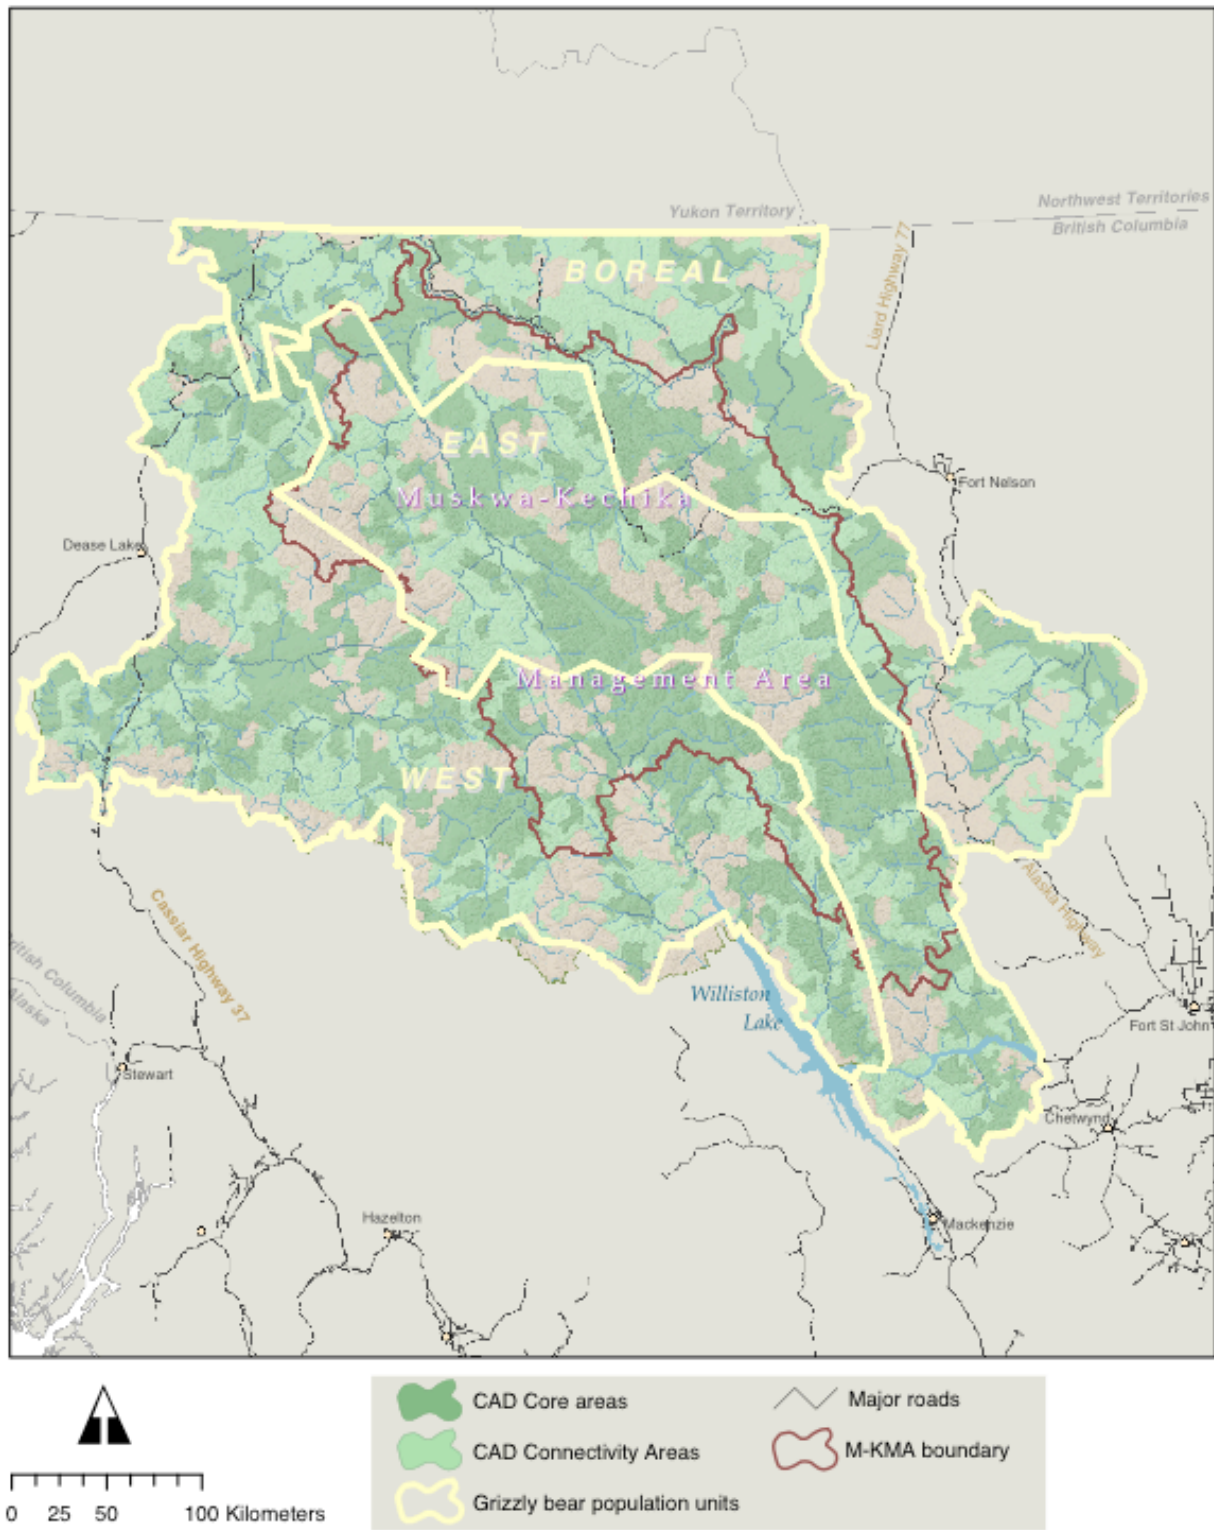 Northwest Territories
Yukon Territory
British Columbia
Liard Highway 77
BOREAL
EAST
Muskwa-Kechika
Fort Nelson
Dease Lake
Management Area
WEST
Alaska Highway
Cassiar Highway 37
British Columbia
Alaska
Williston
Lake
Fort St John
Stewart
Chetwynd
Hazelton
Mackenzie
CAD Core areas
Major roads
CAD Connectivity Areas
M-KMA boundary
Grizzly bear population units
0 25 50 100 Kilometers